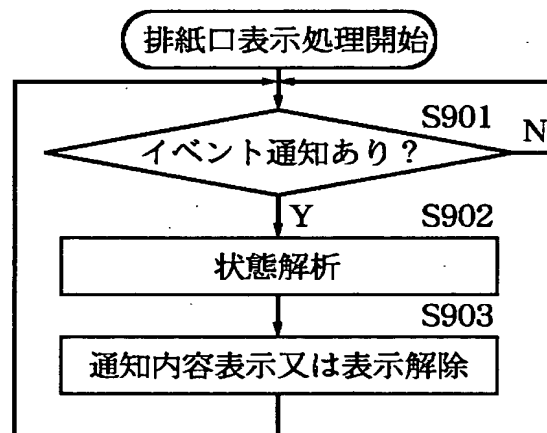 排紙口表示処理開始
S901
イベント通知あり？
N
Y
S902
状態解析
S903
通知内容表示又は表示解除